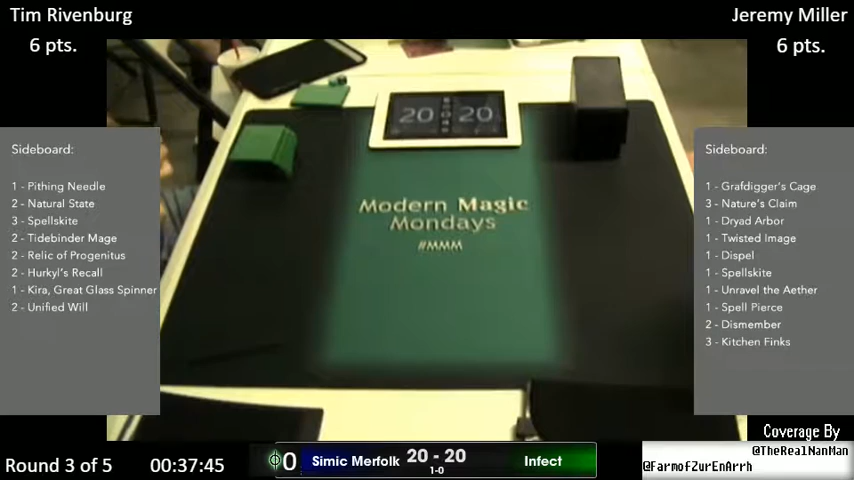 Tim Rivenburg
6 pts.
Jeremy Miller
6 pts.
20 20
Sideboard:
1 - Pithing Needle
2 - Natural State
3 - Spellskite
2 - Tidebinder Mage
2 - Relic of Progenitus
2 - Hurkyl's Recall
1 - Kira, Great Glass Spinner
2 - Unified Will
Modern Magic
Mondays
#MMM
Sideboard:
1 - Grafdigger's Cage
3 - Nature's Claim
1 - Dryad Arbor
1 - Twisted Image
1 - Dispel
1 - Spellskite
1 - Unravel the Aether
1 - Spell Pierce
2 - Dismember
3 - Kitchen Finks
Coverage By
@TheRealNanMan
@FarmofZurEnArrh
Round 3 of 5
00:37:45
0
Simic Merfolk
20 - 20
1-0
Infect